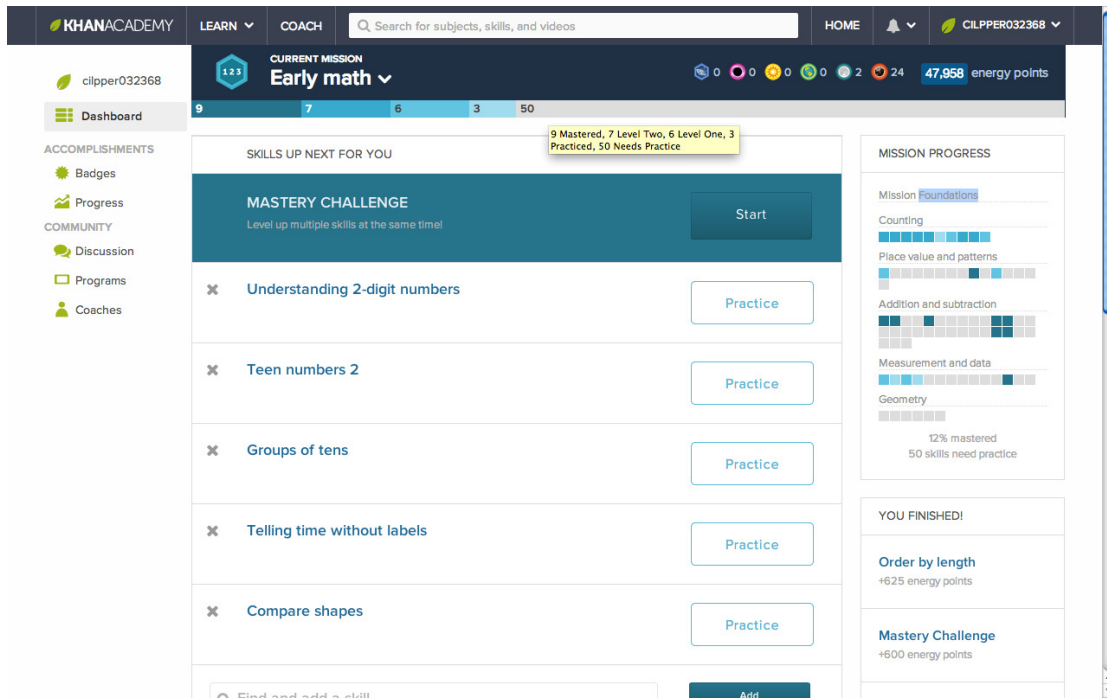 KHANACADEMY LEARN COACH Search for subjects, skills, and videos HOME CILPPER032368
cilpper032368
Dashboard
ACCOMPLISHMENTS
Badges
Progress
COMMUNITY
Discussion
Programs
Coaches
123
CURRENT MISSION
Early math
0 0 0 0 2 24 47,958 energy points
9 7 6 3 50
9 Mastered, 7 Level Two, 6 Level One, 3
Practiced, 50 Needs Practice
SKILLS UP NEXT FOR YOU
MASTERY CHALLENGE
Level up multiple skills at the same time!
Start
Understanding 2-digit numbers
Practice
Teen numbers 2
Practice
Groups of tens
Practice
Telling time without labels
Practice
Compare shapes
Practice
Find and add a skill
Add
MISSION PROGRESS
Mission Foundations
Counting
Place value and patterns
Addition and subtraction
Measurement and data
Geometry
12% mastered
50 skills need practice
YOU FINISHED!
Order by length
+625 energy points
Mastery Challenge
+600 energy points